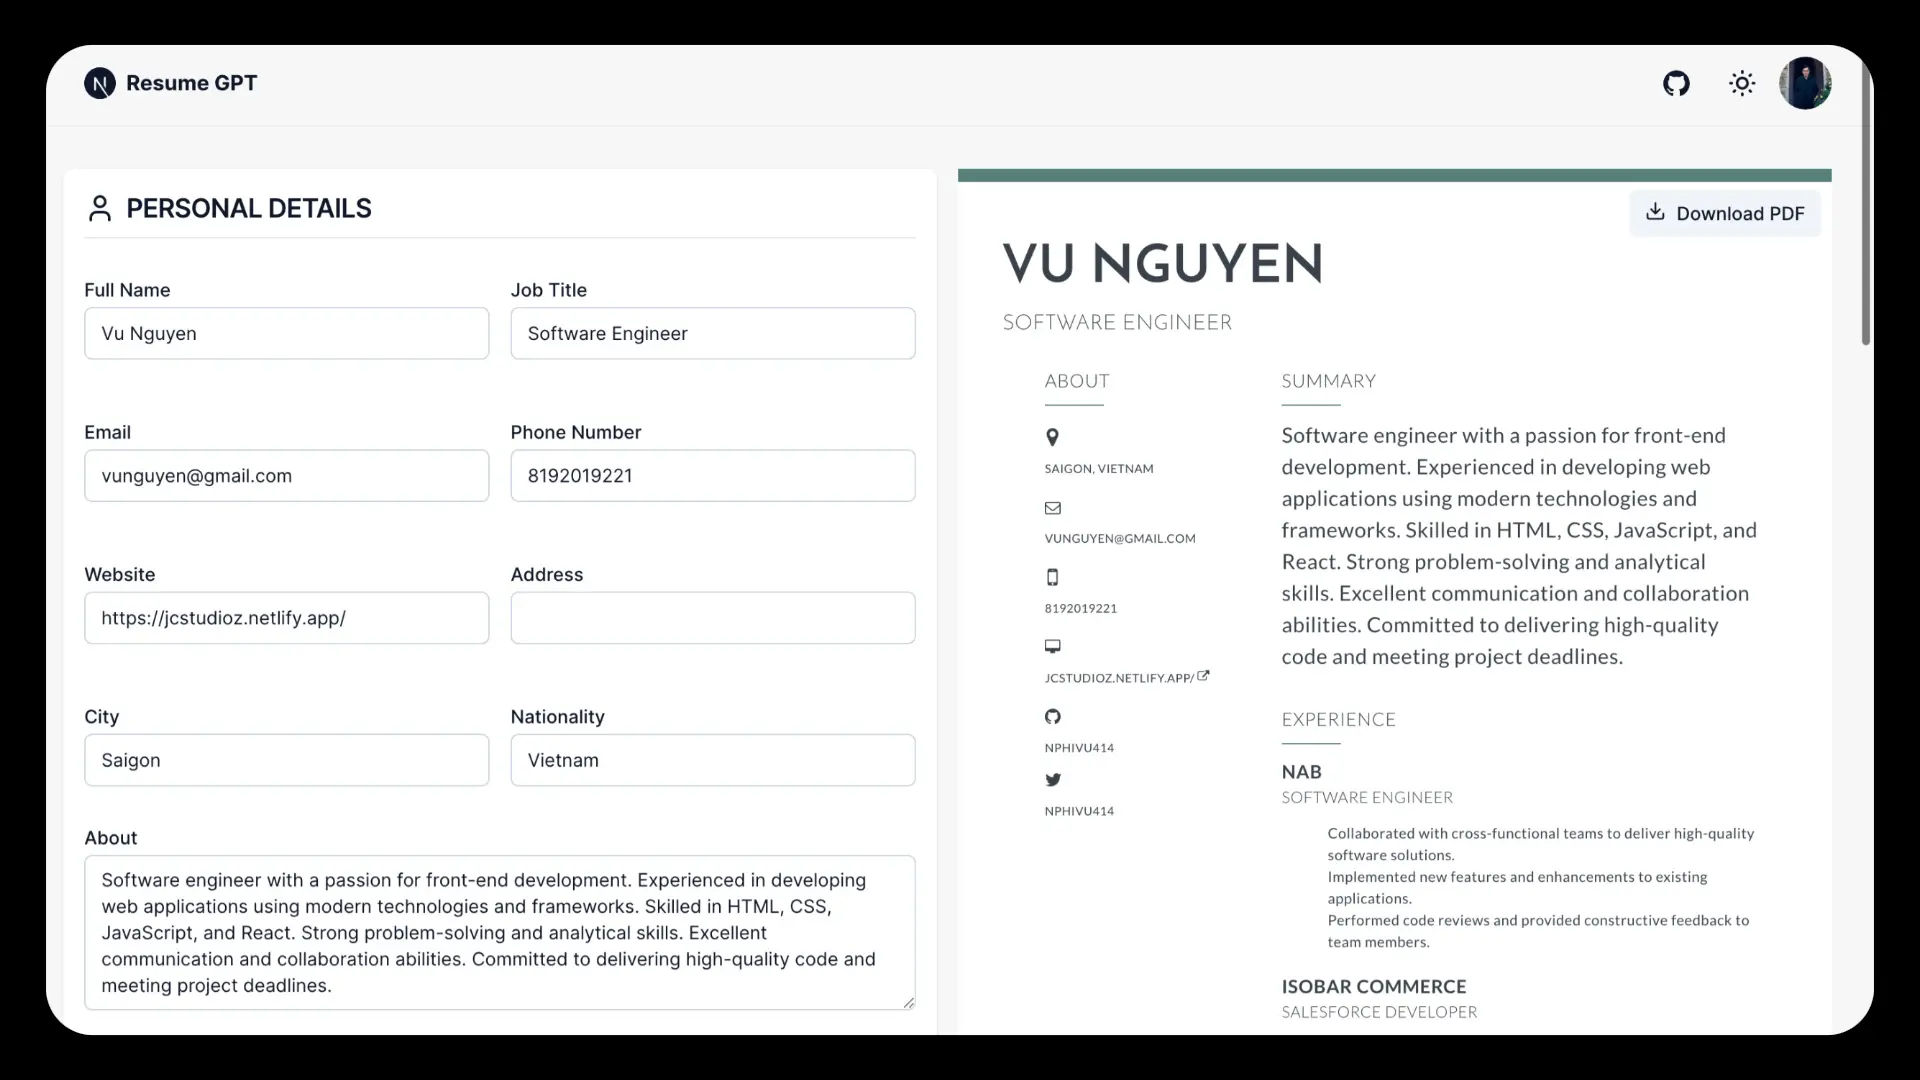 Resume GPT
PERSONAL DETAILS
Full Name
Vu Nguyen
Job Title
Software Engineer
Email
vunguyen@gmail.com
Phone Number
8192019221
Website
https://jcstudioz.netlify.app/
Address
City
Saigon
Nationality
Vietnam
About
Software engineer with a passion for front-end development. Experienced in developing
web applications using modern technologies and frameworks. Skilled in HTML, CSS,
JavaScript, and React. Strong problem-solving and analytical skills. Excellent
communication and collaboration abilities. Committed to delivering high-quality code and
meeting project deadlines.
Download PDF
VU NGUYEN
SOFTWARE ENGINEER
ABOUT
SAIGON, VIETNAM
VUNGUYEN@GMAIL.COM
8192019221
JCSTUDIOZ.NETLIFY.APP/
NPHIVU414
NPHIVU414
SUMMARY
Software engineer with a passion for front-end
development. Experienced in developing web
applications using modern technologies and
frameworks. Skilled in HTML, CSS, JavaScript, and
React. Strong problem-solving and analytical
skills. Excellent communication and collaboration
abilities. Committed to delivering high-quality
code and meeting project deadlines.
EXPERIENCE
NAB
SOFTWARE ENGINEER
Collaborated with cross-functional teams to deliver high-quality
software solutions.
Implemented new features and enhancements to existing
applications.
Performed code reviews and provided constructive feedback to
team members.
ISOBAR COMMERCE
SALESFORCE DEVELOPER